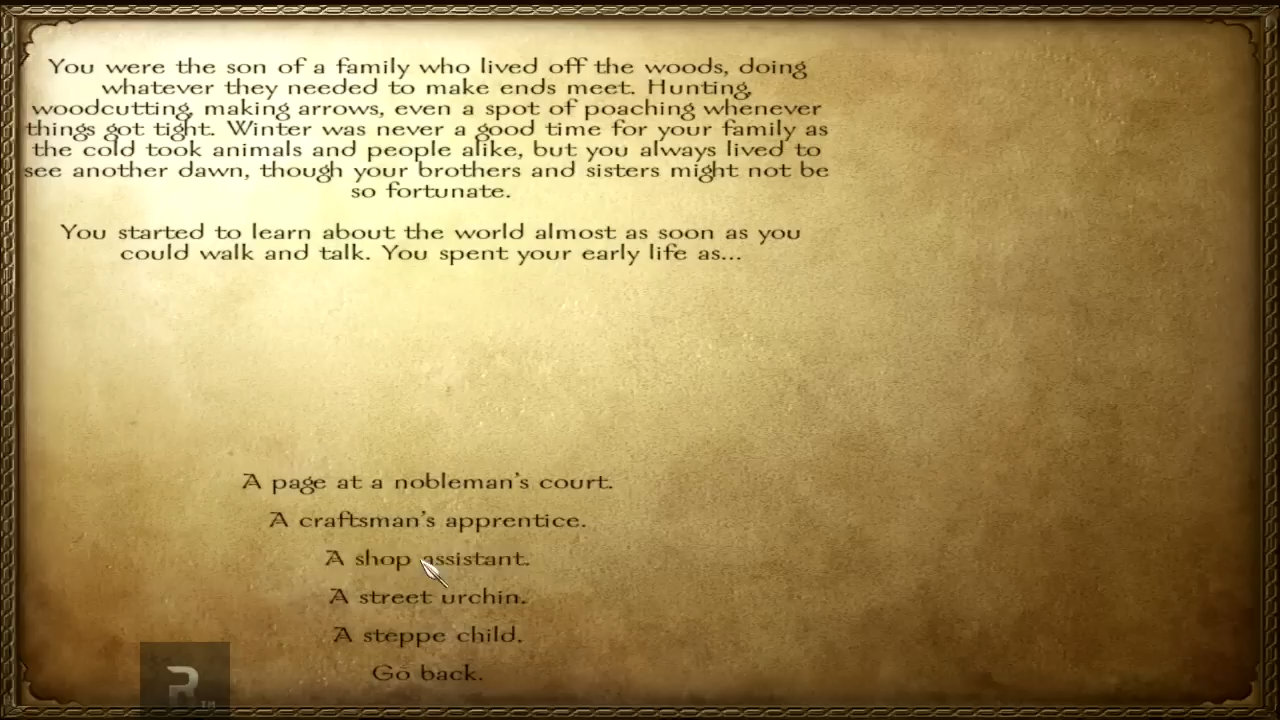 You were the son of a family who lived off the woods, doing
whatever they needed to make ends meet. Hunting,
woodcutting, making arrows, even a spot of poaching whenever
things got tight. Winter was never a good time for your family as
the cold took animals and people alike, but you always lived to
see another dawn, though your brothers and sisters might not be
so fortunate.
You started to learn about the world almost as soon as you
could walk and talk. You spent your early life as...
A page at a nobleman's court.
A craftsman's apprentice.
A shop assistant.
A street urchin.
A steppe child.
Go back.
R™